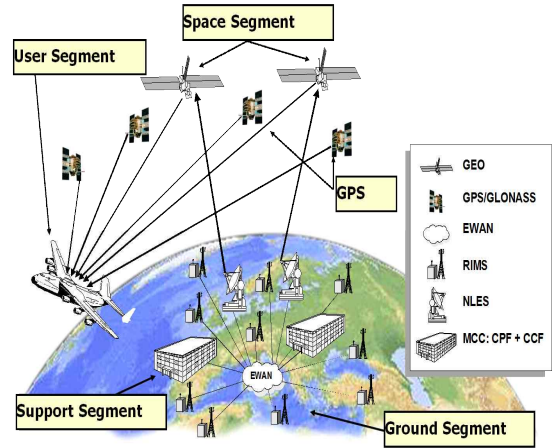 Space Segment
User Segment
GPS
GEO
GPS/GLONASS
EWAN
RIMS
NLES
MCC: CPF + CCF
EWAN
Support Segment
Ground Segment